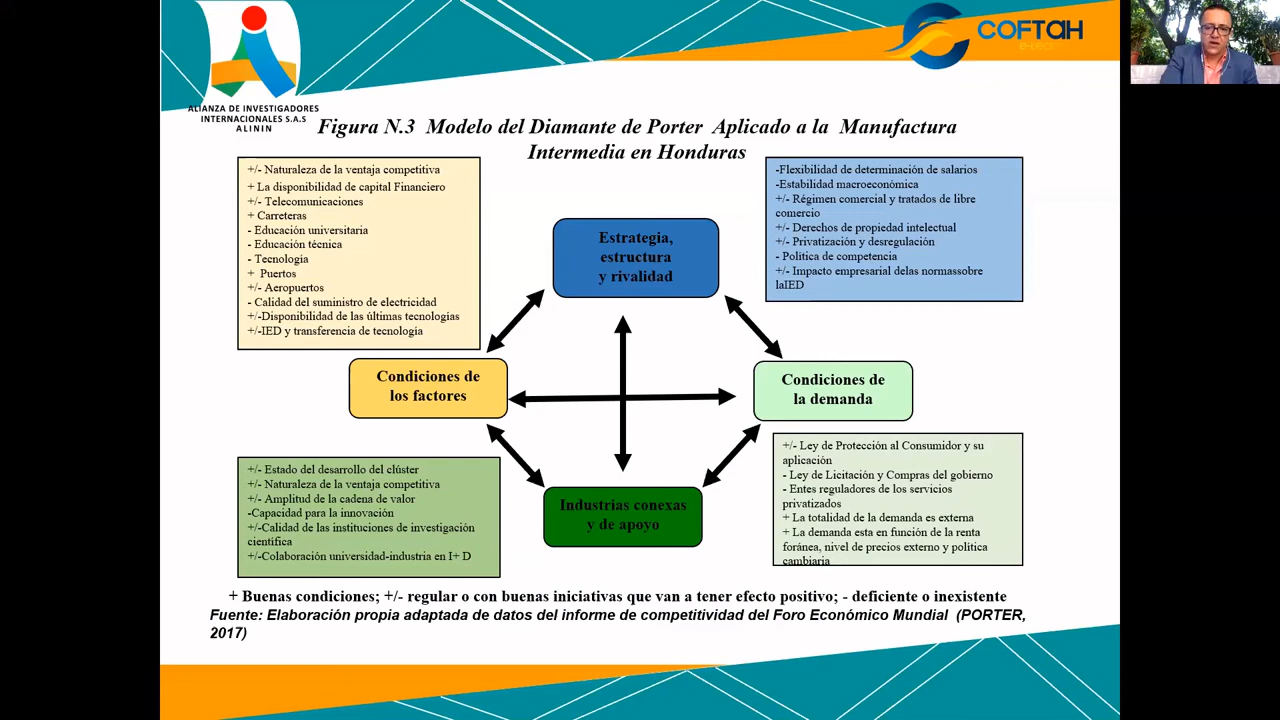 ALIANZA DE INVESTIGADORES
INTERNACIONALES S.A.S
ALININ
COFTAH
e-Lear
Figura N.3 Modelo del Diamante de Porter Aplicado a la Manufactura
Intermedia en Honduras
+/- Naturaleza de la ventaja competitiva
+ La disponibilidad de capital Financiero
+/- Telecomunicaciones
+ Carreteras
- Educación universitaria
- Educación técnica
- Tecnología
+ Puertos
+/- Aeropuertos
- Calidad del suministro de electricidad
+/-Disponibilidad de las últimas tecnologías
+/-IED y transferencia de tecnología
-Flexibilidad de determinación de salarios
-Estabilidad macroeconómica
+/- Régimen comercial y tratados de libre
comercio
+/- Derechos de propiedad intelectual
+/- Privatización y desregulación
- Política de competencia
+/- Impacto empresarial delas normassobre
laIED
Estrategia,
estructura
y rivalidad
Condiciones de
los factores
Condiciones de
la demanda
Industrias conexas
y de apoyo
+/- Estado del desarrollo del clúster
+/- Naturaleza de la ventaja competitiva
+/- Amplitud de la cadena de valor
-Capacidad para la innovación
+/-Calidad de las instituciones de investigación
científica
+/-Colaboración universidad-industria en I+ D
+/- Ley de Protección al Consumidor y su
aplicación
- Ley de Licitación y Compras del gobierno
- Entes reguladores de los servicios
privatizados
+ La totalidad de la demanda es externa
+ La demanda esta en función de la renta
foránea, nivel de precios externo y política
cambiaria
+ Buenas condiciones; +/- regular o con buenas iniciativas que van a tener efecto positivo; - deficiente o inexistente
Fuente: Elaboración propia adaptada de datos del informe de competitividad del Foro Económico Mundial (PORTER,
2017)